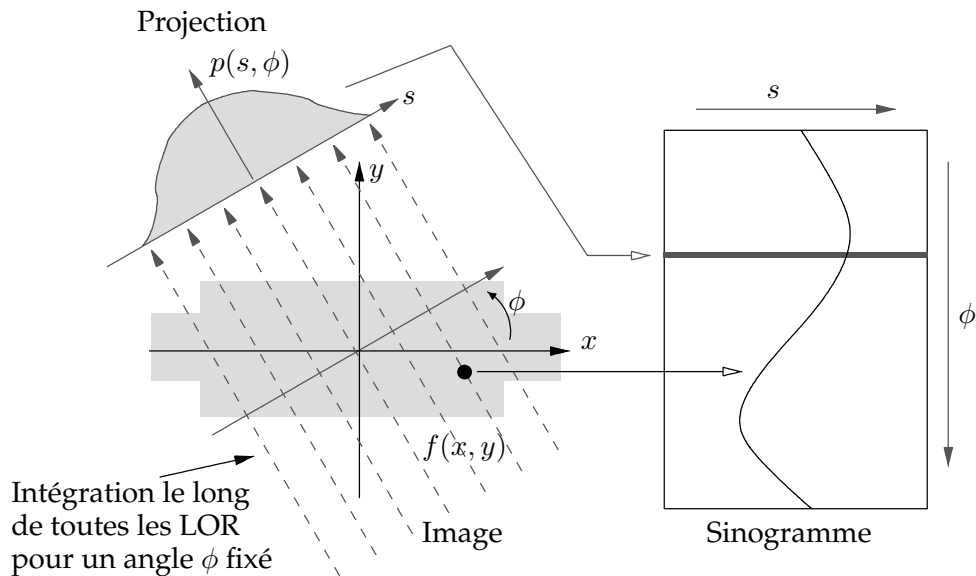 Projection
p(s, ϕ)
s
y
ϕ
x
f(x, y)
Intégration le long
de toutes les LOR
pour un angle ϕ fixé
Image
s
ϕ
Sinogramme